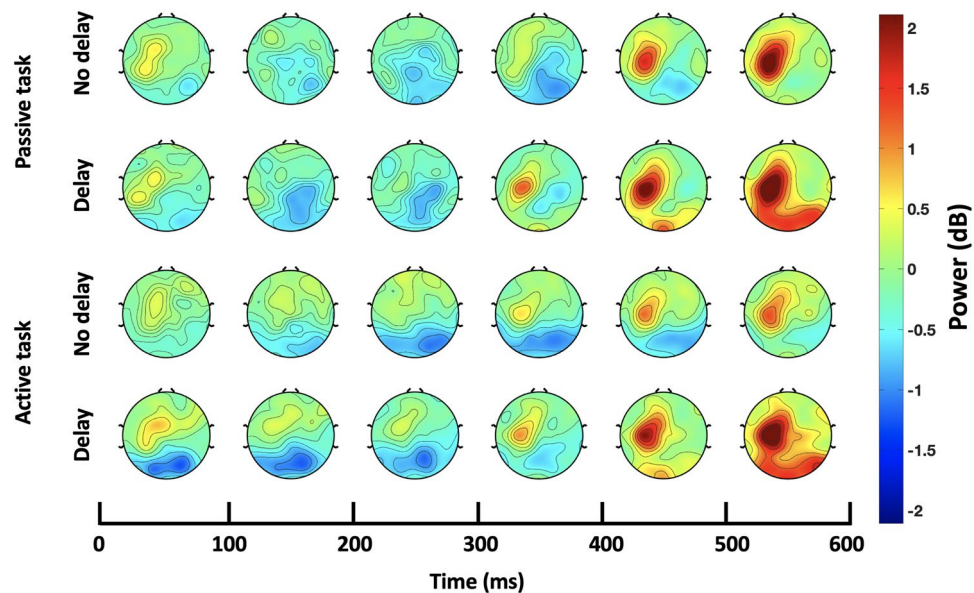 Passive task
No delay
Delay
Active task
No delay
Delay
0 100 200 300 400 500 600
Time (ms)
2
1.5
1
0.5
0
-0.5
-1
-1.5
-2
Power (dB)